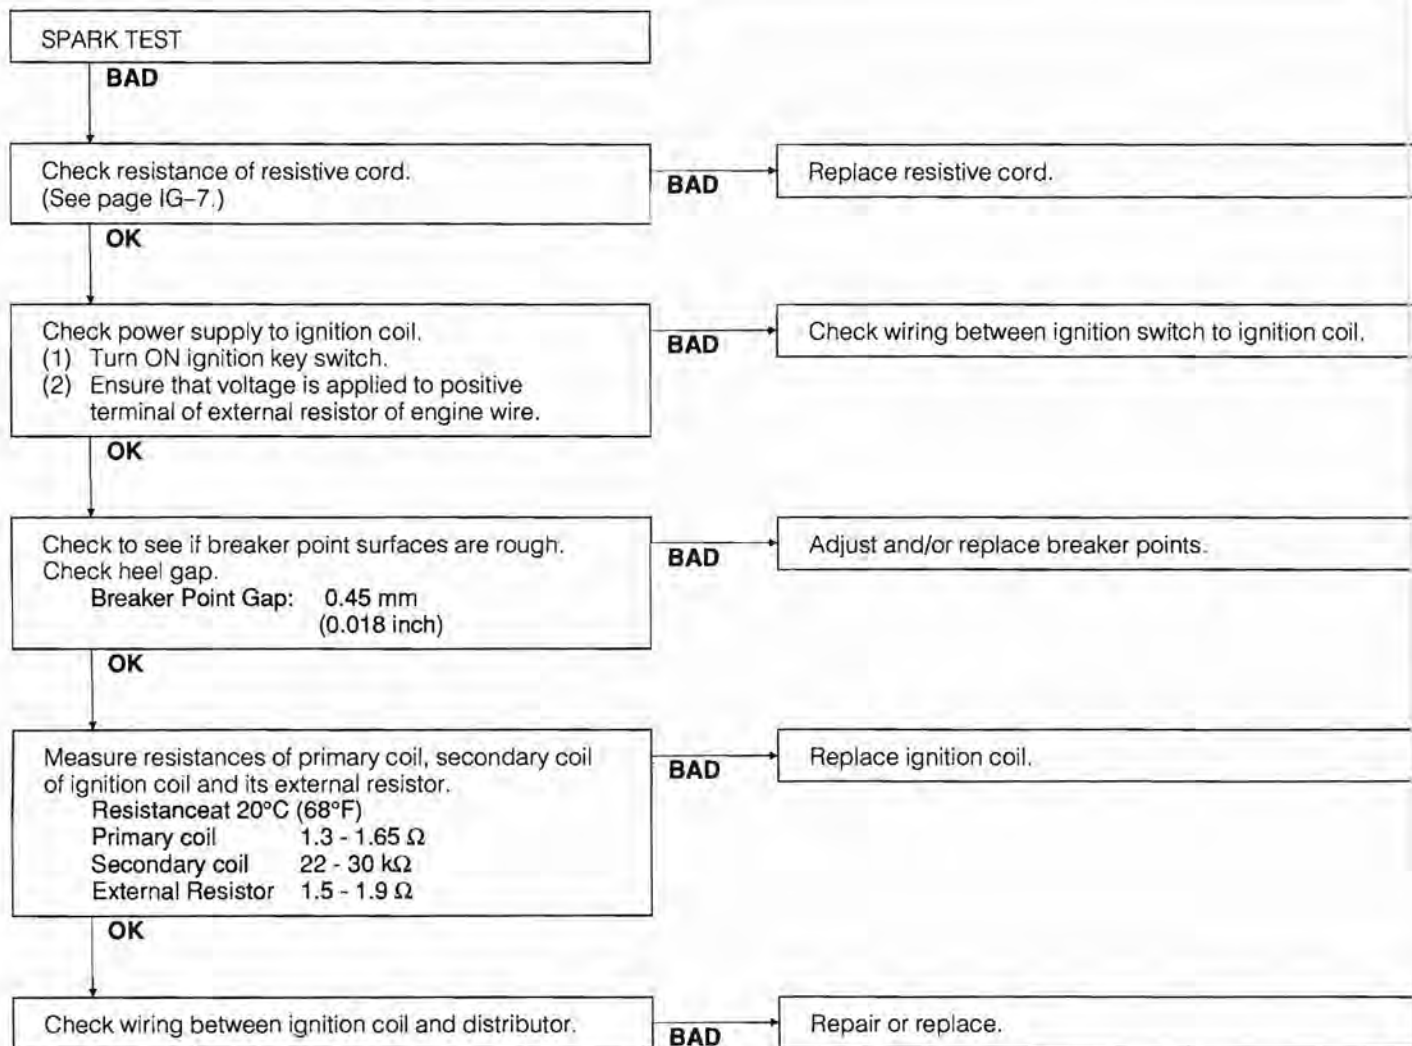 SPARK TEST
BAD
Check resistance of resistive cord.
(See page IG–7.)
BAD
Replace resistive cord.
OK
Check power supply to ignition coil.
(1) Turn ON ignition key switch.
(2) Ensure that voltage is applied to positive
terminal of external resistor of engine wire.
BAD
Check wiring between ignition switch to ignition coil.
OK
Check to see if breaker point surfaces are rough.
Check heel gap.
Breaker Point Gap: 0.45 mm
(0.018 inch)
BAD
Adjust and/or replace breaker points.
OK
Measure resistances of primary coil, secondary coil
of ignition coil and its external resistor.
Resistanceat 20°C (68°F)
Primary coil 1.3 - 1.65 Ω
Secondary coil 22 - 30 kΩ
External Resistor 1.5 - 1.9 Ω
BAD
Replace ignition coil.
OK
Check wiring between ignition coil and distributor.
BAD
Repair or replace.